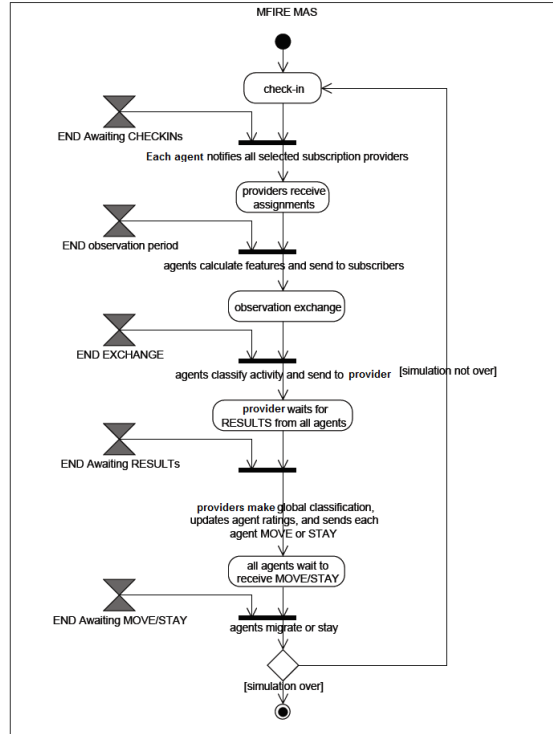 MFIRE MAS
check-in
END Awaiting CHECKINs
Each agent notifies all selected subscription providers
providers receive
assignments
END observation period
agents calculate features and send to subscribers
observation exchange
END EXCHANGE
agents classify activity and send to provider
[simulation not over]
provider waits for
RESULTS from all agents
END Awaiting RESULTs
providers make global classification,
updates agent ratings, and sends each
agent MOVE or STAY
all agents wait to
receive MOVE/STAY
END Awaiting MOVE/STAY
agents migrate or stay
[simulation over]